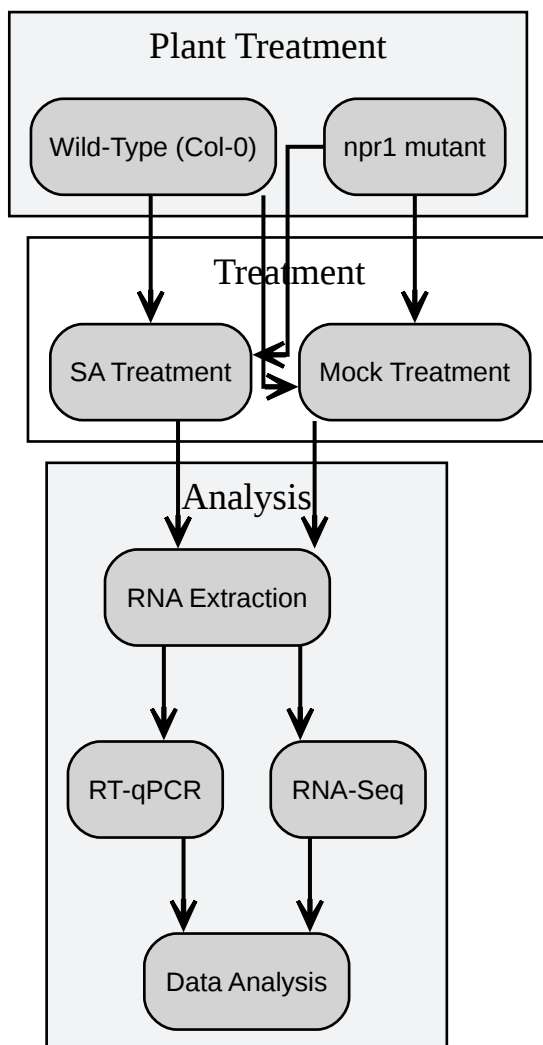 Plant Treatment
Wild-Type (Col-0)
npr1 mutant
Treatment
SA Treatment
Mock Treatment
Analysis
RNA Extraction
RT-qPCR
RNA-Seq
Data Analysis